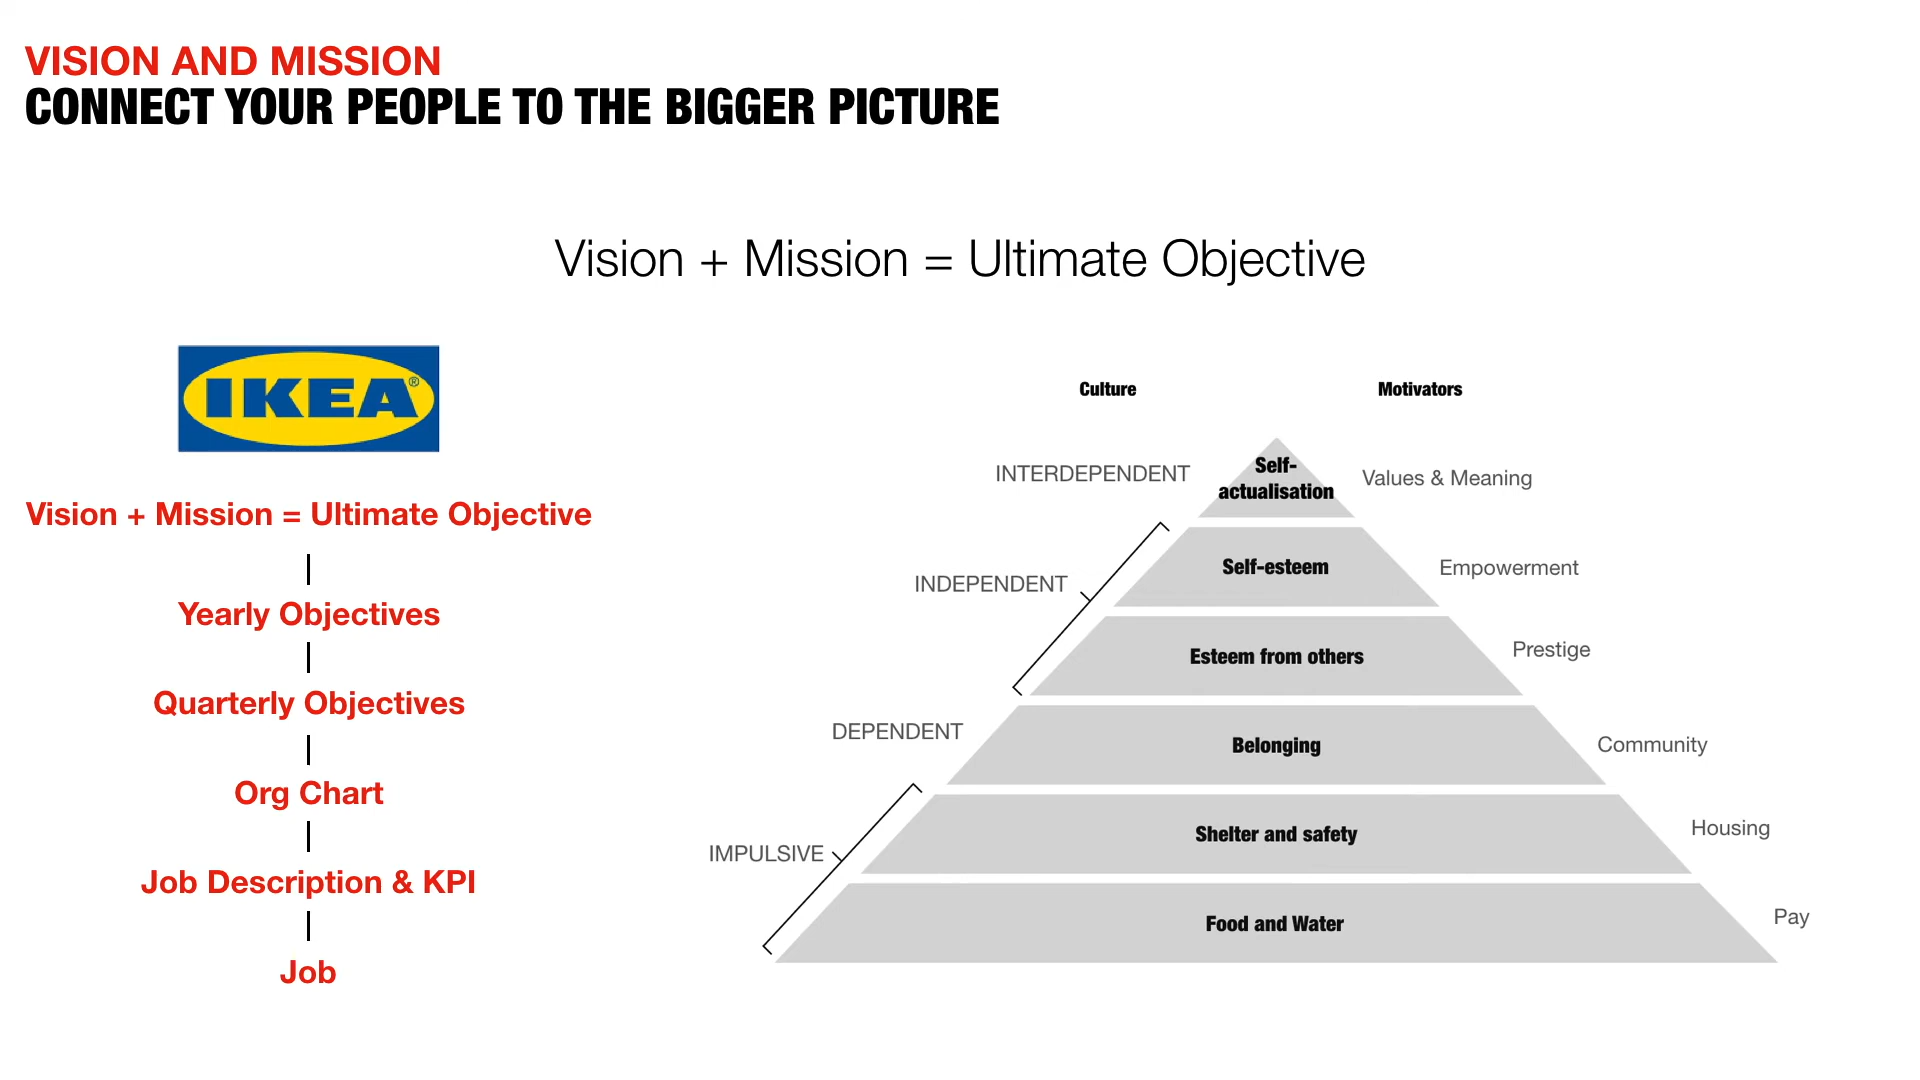 VISION AND MISSION
CONNECT YOUR PEOPLE TO THE BIGGER PICTURE
Vision + Mission = Ultimate Objective
IKEA®
Vision + Mission = Ultimate Objective
Yearly Objectives
Quarterly Objectives
Org Chart
Job Description & KPI
Job
Culture
Motivators
INTERDEPENDENT
Self-
actualisation
Values & Meaning
INDEPENDENT
Self-esteem
Empowerment
Esteem from others
Prestige
DEPENDENT
Belonging
Community
IMPULSIVE
Shelter and safety
Housing
Food and Water
Pay